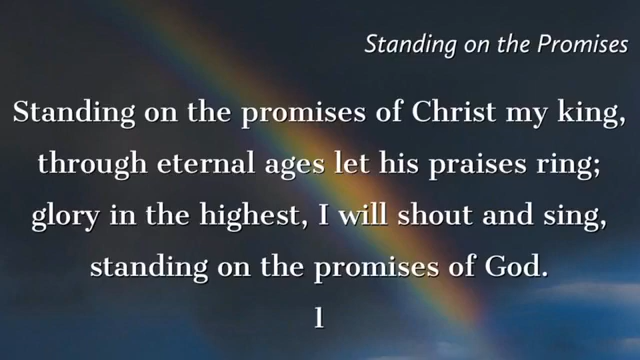 Standing on the Promises
Standing on the promises of Christ my king,
through eternal ages let his praises ring;
glory in the highest, I will shout and sing,
standing on the promises of God.
1